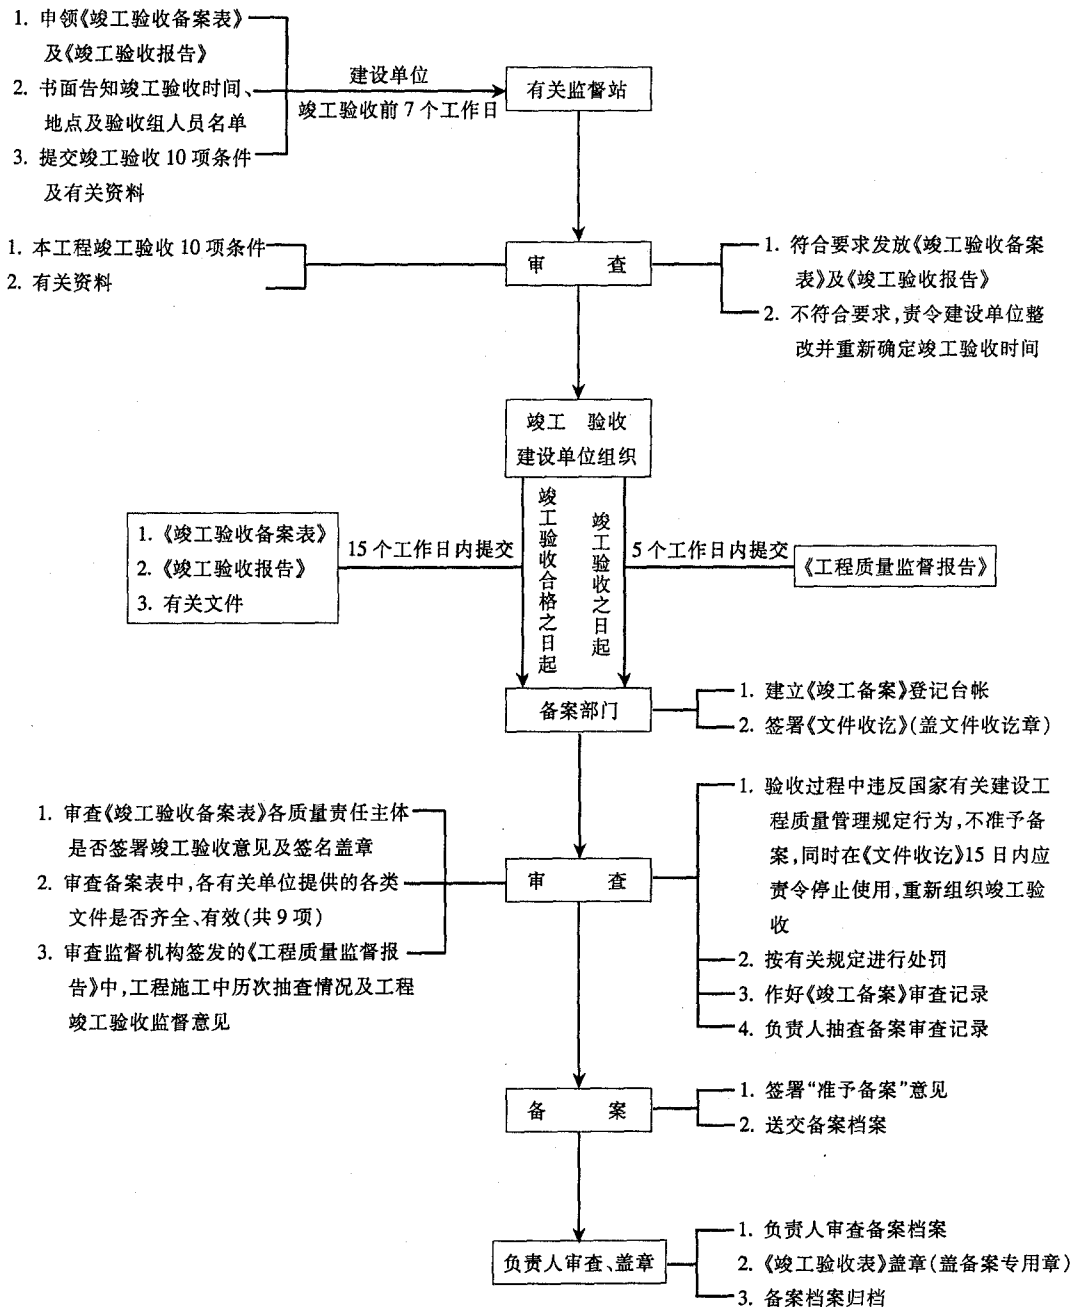 1. 申领《竣工验收备案表》
及《竣工验收报告》
2. 书面告知竣工验收时间、
地点及验收组人员名单
3. 提交竣工验收10项条件
及有关资料
建设单位
竣工验收前7个工作日
有关监督站
1. 本工程竣工验收10项条件
2. 有关资料
审 查
1. 符合要求发放《竣工验收备案
表》及《竣工验收报告》
2. 不符合要求,责令建设单位整
改并重新确定竣工验收时间
竣工 验收
建设单位组织
1.《竣工验收备案表》
2.《竣工验收报告》
3. 有关文件
15个工作日内提交
竣工验收合格之日起
竣工验收之日起
5个工作日内提交
《工程质量监督报告》
备案部门
1. 建立《竣工备案》登记台帐
2. 签署《文件收讫》(盖文件收讫章)
1. 审查《竣工验收备案表》各质量责任主体
是否签署竣工验收意见及签名盖章
2. 审查备案表中,各有关单位提供的各类
文件是否齐全、有效(共9项)
3. 审查监督机构签发的《工程质量监督报
告》中,工程施工中历次抽查情况及工程
竣工验收监督意见
审 查
1. 验收过程中违反国家有关建设工
程质量管理规定行为,不准予备
案,同时在《文件收讫》15日内应
责令停止使用,重新组织竣工验
收
2. 按有关规定进行处罚
3. 作好《竣工备案》审查记录
4. 负责人抽查备案审查记录
备 案
1. 签署“准予备案”意见
2. 送交备案档案
负责人审查、盖章
1. 负责人审查备案档案
2.《竣工验收表》盖章(盖备案专用章)
3. 备案档案归档